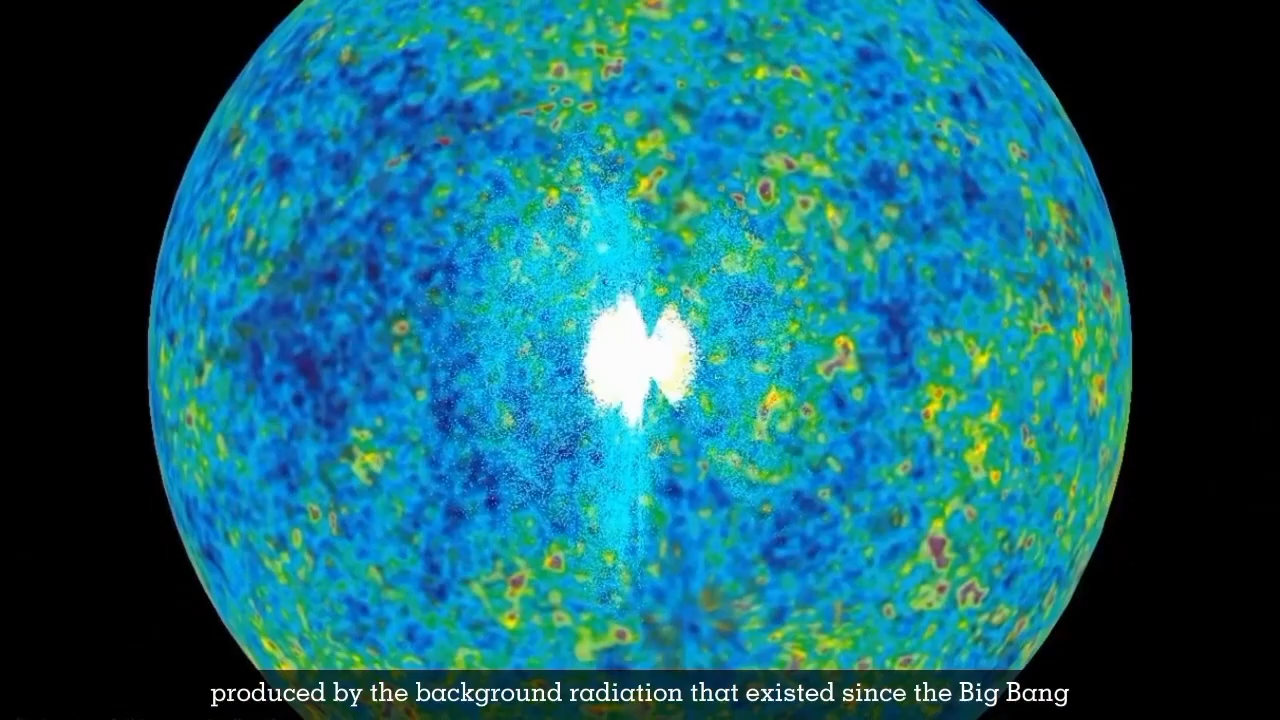 produced by the background radiation that existed since the Big Bang